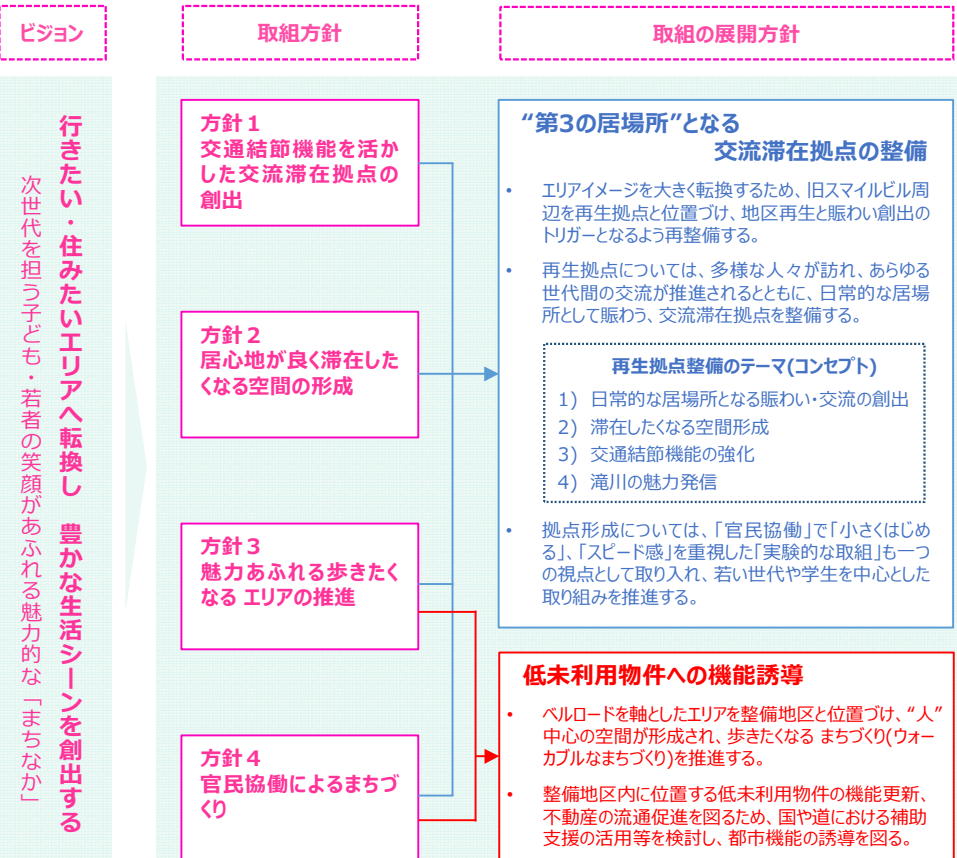 ビジョン
取組方針
取組の展開方針
行きたい・住みたいエリアへ転換し 豊かな生活シーンを創出する
次世代を担う子ども・若者の笑顔があふれる魅力的な「まちなか」
方針１
交通結節機能を活か
した交流滞在拠点の
創出
方針２
居心地が良く滞在した
くなる空間の形成
方針３
魅力あふれる歩きたく
なる エリアの推進
方針４
官民協働によるまちづ
くり
“第3の居場所”となる
交流滞在拠点の整備
• エリアイメージを大きく転換するため、旧スマイルビル周
辺を再生拠点と位置づけ、地区再生と賑わい創出の
トリガーとなるよう再整備する。
• 再生拠点については、多様な人々が訪れ、あらゆる
世代間の交流が推進されるとともに、日常的な居場
所として賑わう、交流滞在拠点を整備する。
再生拠点整備のテーマ(コンセプト)
1) 日常的な居場所となる賑わい・交流の創出
2) 滞在したくなる空間形成
3) 交通結節機能の強化
4) 滝川の魅力発信
• 拠点形成については、「官民協働」で「小さくはじめ
る」、「スピード感」を重視した「実験的な取組」も一つ
の視点として取り入れ、若い世代や学生を中心とした
取り組みを推進する。
低未利用物件への機能誘導
• ベルロードを軸としたエリアを整備地区と位置づけ、“人”
中心の空間が形成され、歩きたくなる まちづくり(ウォー
カブルなまちづくり)を推進する。
• 整備地区内に位置する低未利用物件の機能更新、
不動産の流通促進を図るため、国や道における補助
支援の活用等を検討し、都市機能の誘導を図る。